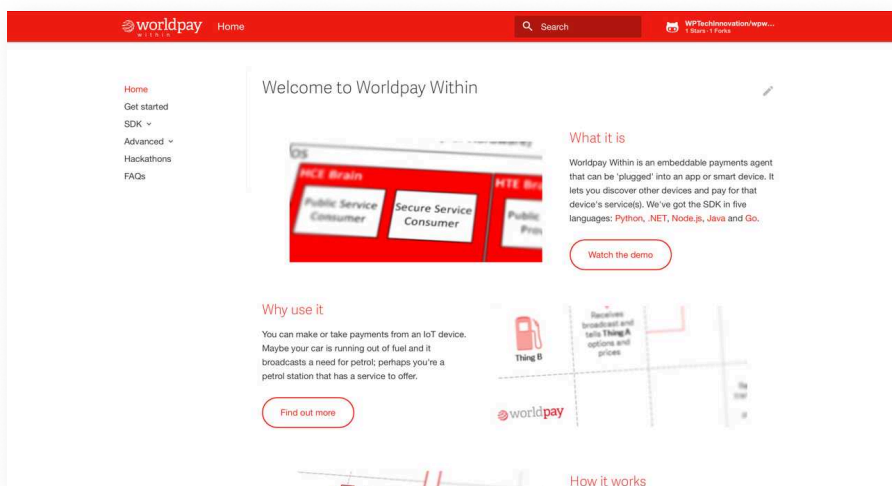 worldpay
within
Home
Search
WPTechInnovation/wpw...
1 Stars · 1 Forks
Home
Get started
SDK
Advanced
Hackathons
FAQs
Welcome to Worldpay Within
OS
HCE Brain
HTE
Public Service
Consumer
Secure Service
Consumer
Public
What it is
Worldpay Within is an embeddable payments agent
that can be 'plugged' into an app or smart device. It
lets you discover other devices and pay for that
device's service(s). We've got the SDK in five
languages: Python, .NET, Node.js, Java and Go.
Watch the demo
Why use it
You can make or take payments from an IoT device.
Maybe your car is running out of fuel and it
broadcasts a need for petrol; perhaps you're a
petrol station that has a service to offer.
Find out more
Thing B
Receives
broadcast and
tells Thing A
options and
prices
worldpay
How it works